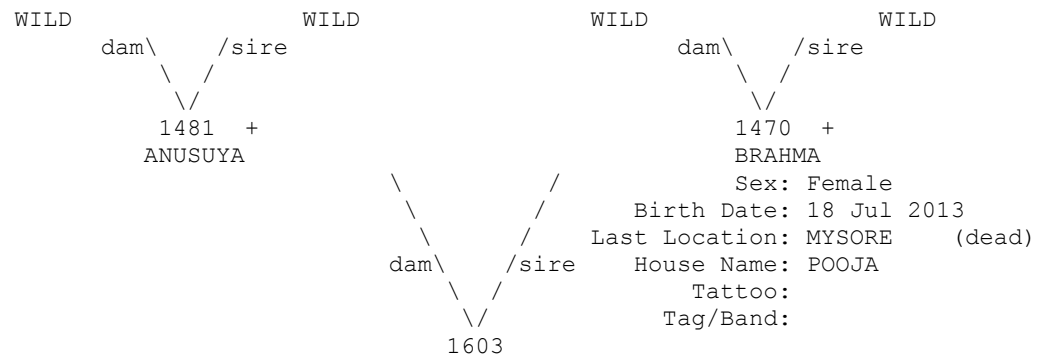 WILD WILD WILD WILD
dam\ /sire dam\ /sire
\ / \ /
\/ \/
1481 + 1470 +
ANUSUYA BRAHMA
\ / Sex: Female
\ / Birth Date: 18 Jul 2013
\ / Last Location: MYSORE (dead)
dam\ /sire House Name: POOJA
\ / Tattoo:
\/ Tag/Band:
1603